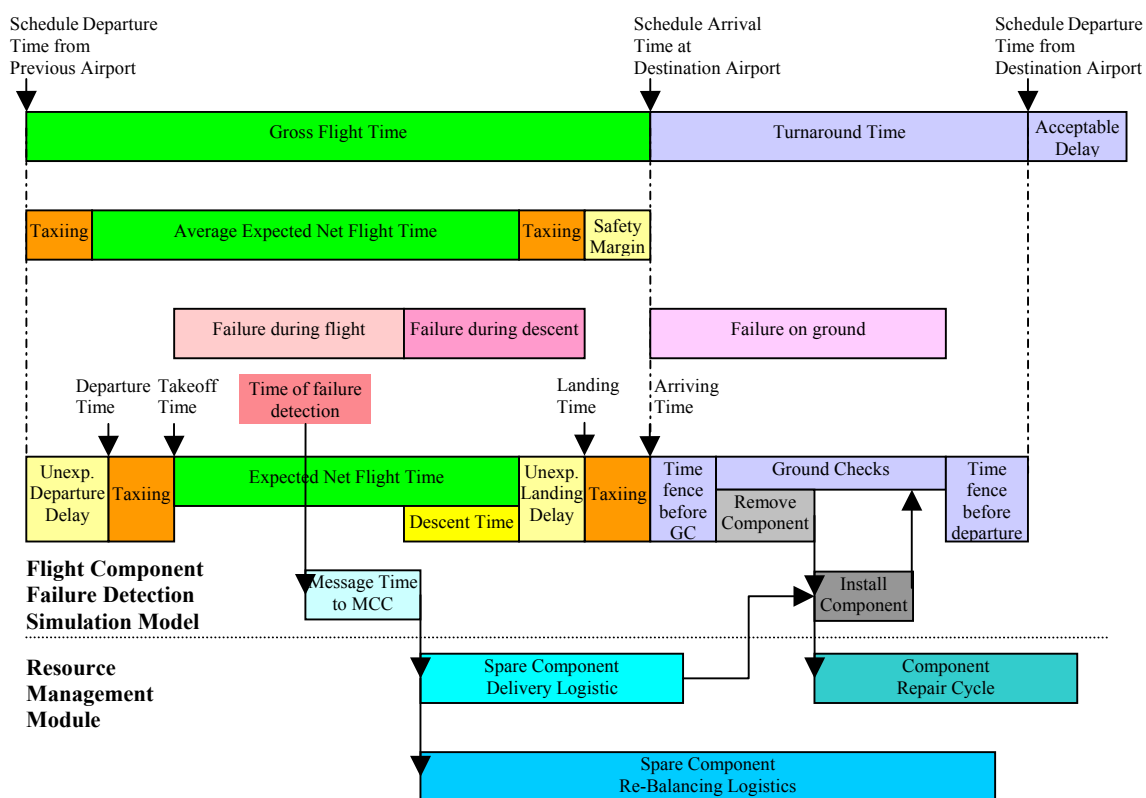 Schedule Departure
Time from
Previous Airport
Schedule Arrival
Time at
Destination Airport
Schedule Departure
Time from
Destination Airport
Gross Flight Time
Turnaround Time
Acceptable
Delay
Taxiing
Average Expected Net Flight Time
Taxiing
Safety
Margin
Failure during flight
Failure during descent
Failure on ground
Departure
Time
Takeoff
Time
Time of failure
detection
Landing
Time
Arriving
Time
Unexp.
Departure
Delay
Taxiing
Expected Net Flight Time
Descent Time
Unexp.
Landing
Delay
Taxiing
Time
fence
before
GC
Ground Checks
Remove
Component
Time
fence
before
departure
Flight Component
Failure Detection
Simulation Model
Message Time
to MCC
Install
Component
Resource
Management
Module
Spare Component
Delivery Logistic
Component
Repair Cycle
Spare Component
Re-Balancing Logistics